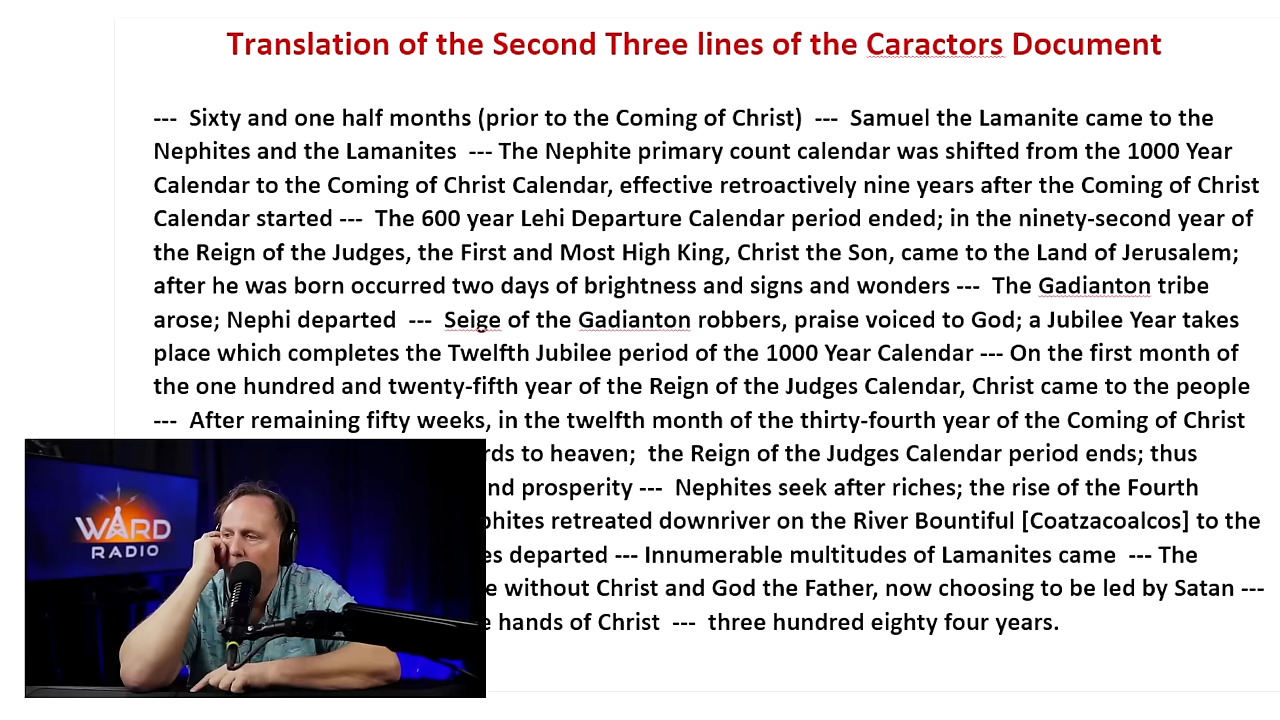 Translation of the Second Three lines of the Caractors Document
--- Sixty and one half months (prior to the Coming of Christ) --- Samuel the Lamanite came to the
Nephites and the Lamanites --- The Nephite primary count calendar was shifted from the 1000 Year
Calendar to the Coming of Christ Calendar, effective retroactively nine years after the Coming of Christ
Calendar started --- The 600 year Lehi Departure Calendar period ended; in the ninety-second year of
the Reign of the Judges, the First and Most High King, Christ the Son, came to the Land of Jerusalem;
after he was born occurred two days of brightness and signs and wonders --- The Gadianton tribe
arose; Nephi departed --- Seige of the Gadianton robbers, praise voiced to God; a Jubilee Year takes
place which completes the Twelfth Jubilee period of the 1000 Year Calendar --- On the first month of
the one hundred and twenty-fifth year of the Reign of the Judges Calendar, Christ came to the people
--- After remaining fifty weeks, in the twelfth month of the thirty-fourth year of the Coming of Christ
to heaven; the Reign of the Judges Calendar period ends; thus
prosperity --- Nephites seek after riches; the rise of the Fourth
retreated downriver on the River Bountiful [Coatzacoalcos] to the
departed --- Innumerable multitudes of Lamanites came --- The
without Christ and God the Father, now choosing to be led by Satan ---
hands of Christ --- three hundred eighty four years.
WARD
RADIO